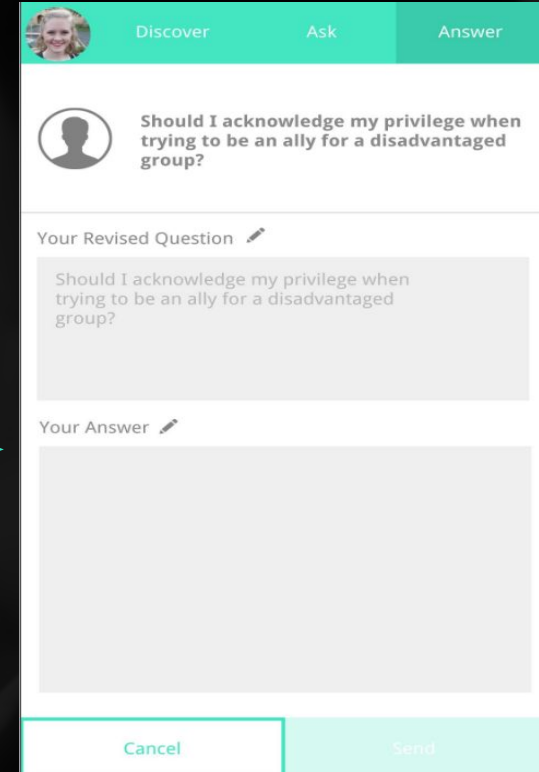 Discover Ask Answer
Should I acknowledge my privilege when
trying to be an ally for a disadvantaged
group?
Your Revised Question
Should I acknowledge my privilege when
trying to be an ally for a disadvantaged
group?
Your Answer
Cancel Send